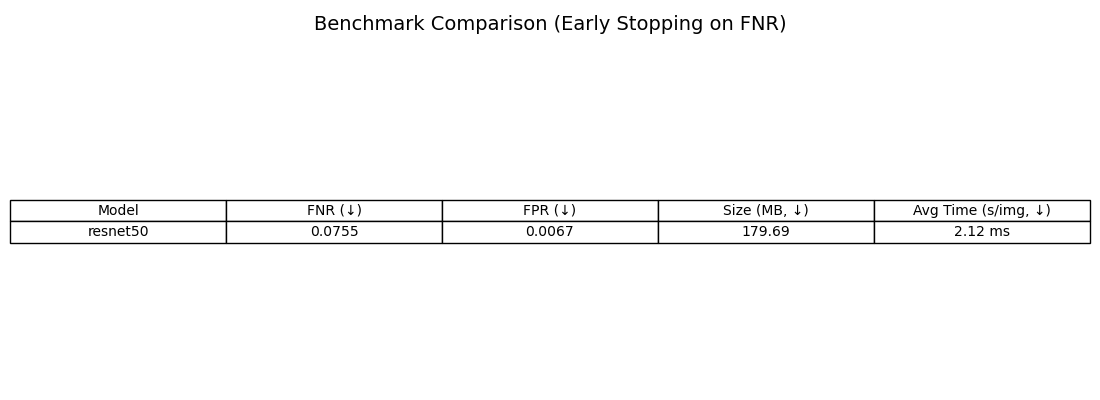 Benchmark Comparison (Early Stopping on FNR)
Model FNR (↓) FPR (↓) Size (MB, ↓) Avg Time (s/img, ↓)
resnet50 0.0755 0.0067 179.69 2.12 ms